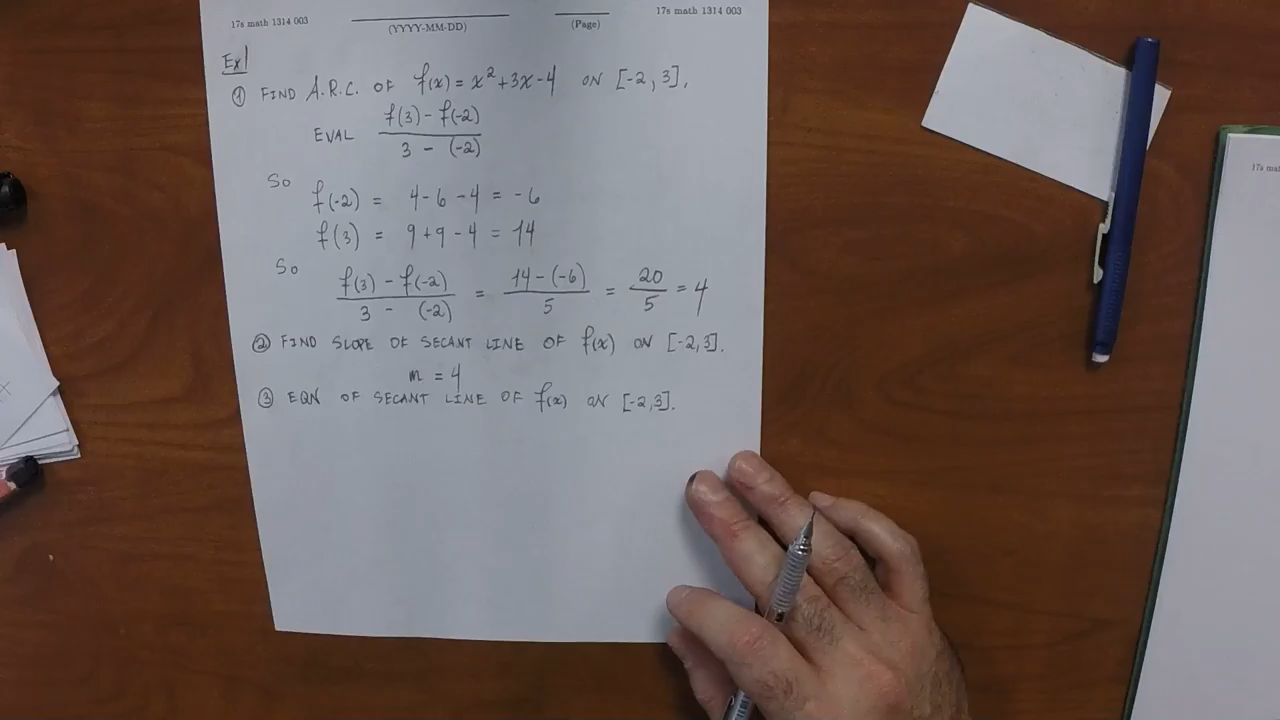 17s math 1314 003
(YYYY-MM-DD)
(Page)
17s math 1314 003
Ex1
① FIND A.R.C. OF f(x) = x² + 3x - 4 ON [-2, 3],
EVAL f(3) - f(-2) / 3 - (-2)
So
f(-2) = 4 - 6 - 4 = -6
f(3) = 9 + 9 - 4 = 14
So
f(3) - f(-2) / 3 - (-2) = 14 - (-6) / 5 = 20 / 5 = 4
② FIND SLOPE OF SECANT LINE OF f(x) ON [-2,3].
m = 4
③ EQN OF SECANT LINE OF f(x) ON [-2,3].
17s mat
X